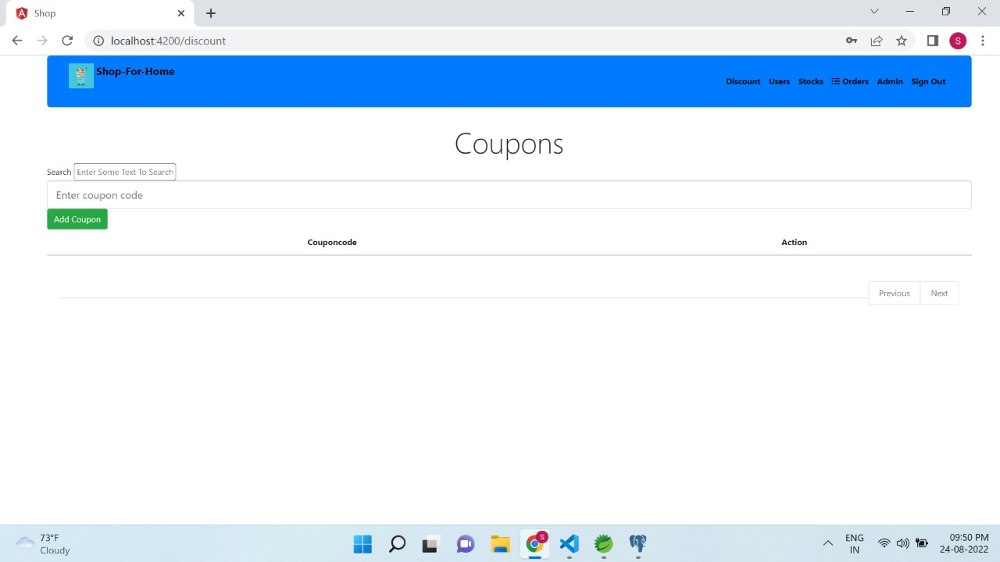 Shop
localhost:4200/discount
S
Shop-For-Home
Discount Users Stocks Orders Admin Sign Out
Coupons
Search Enter Some Text To Search
Enter coupon code
Add Coupon
Couponcode Action
Previous Next
73°F
Cloudy
S
ENG
IN
09:50 PM
24-08-2022